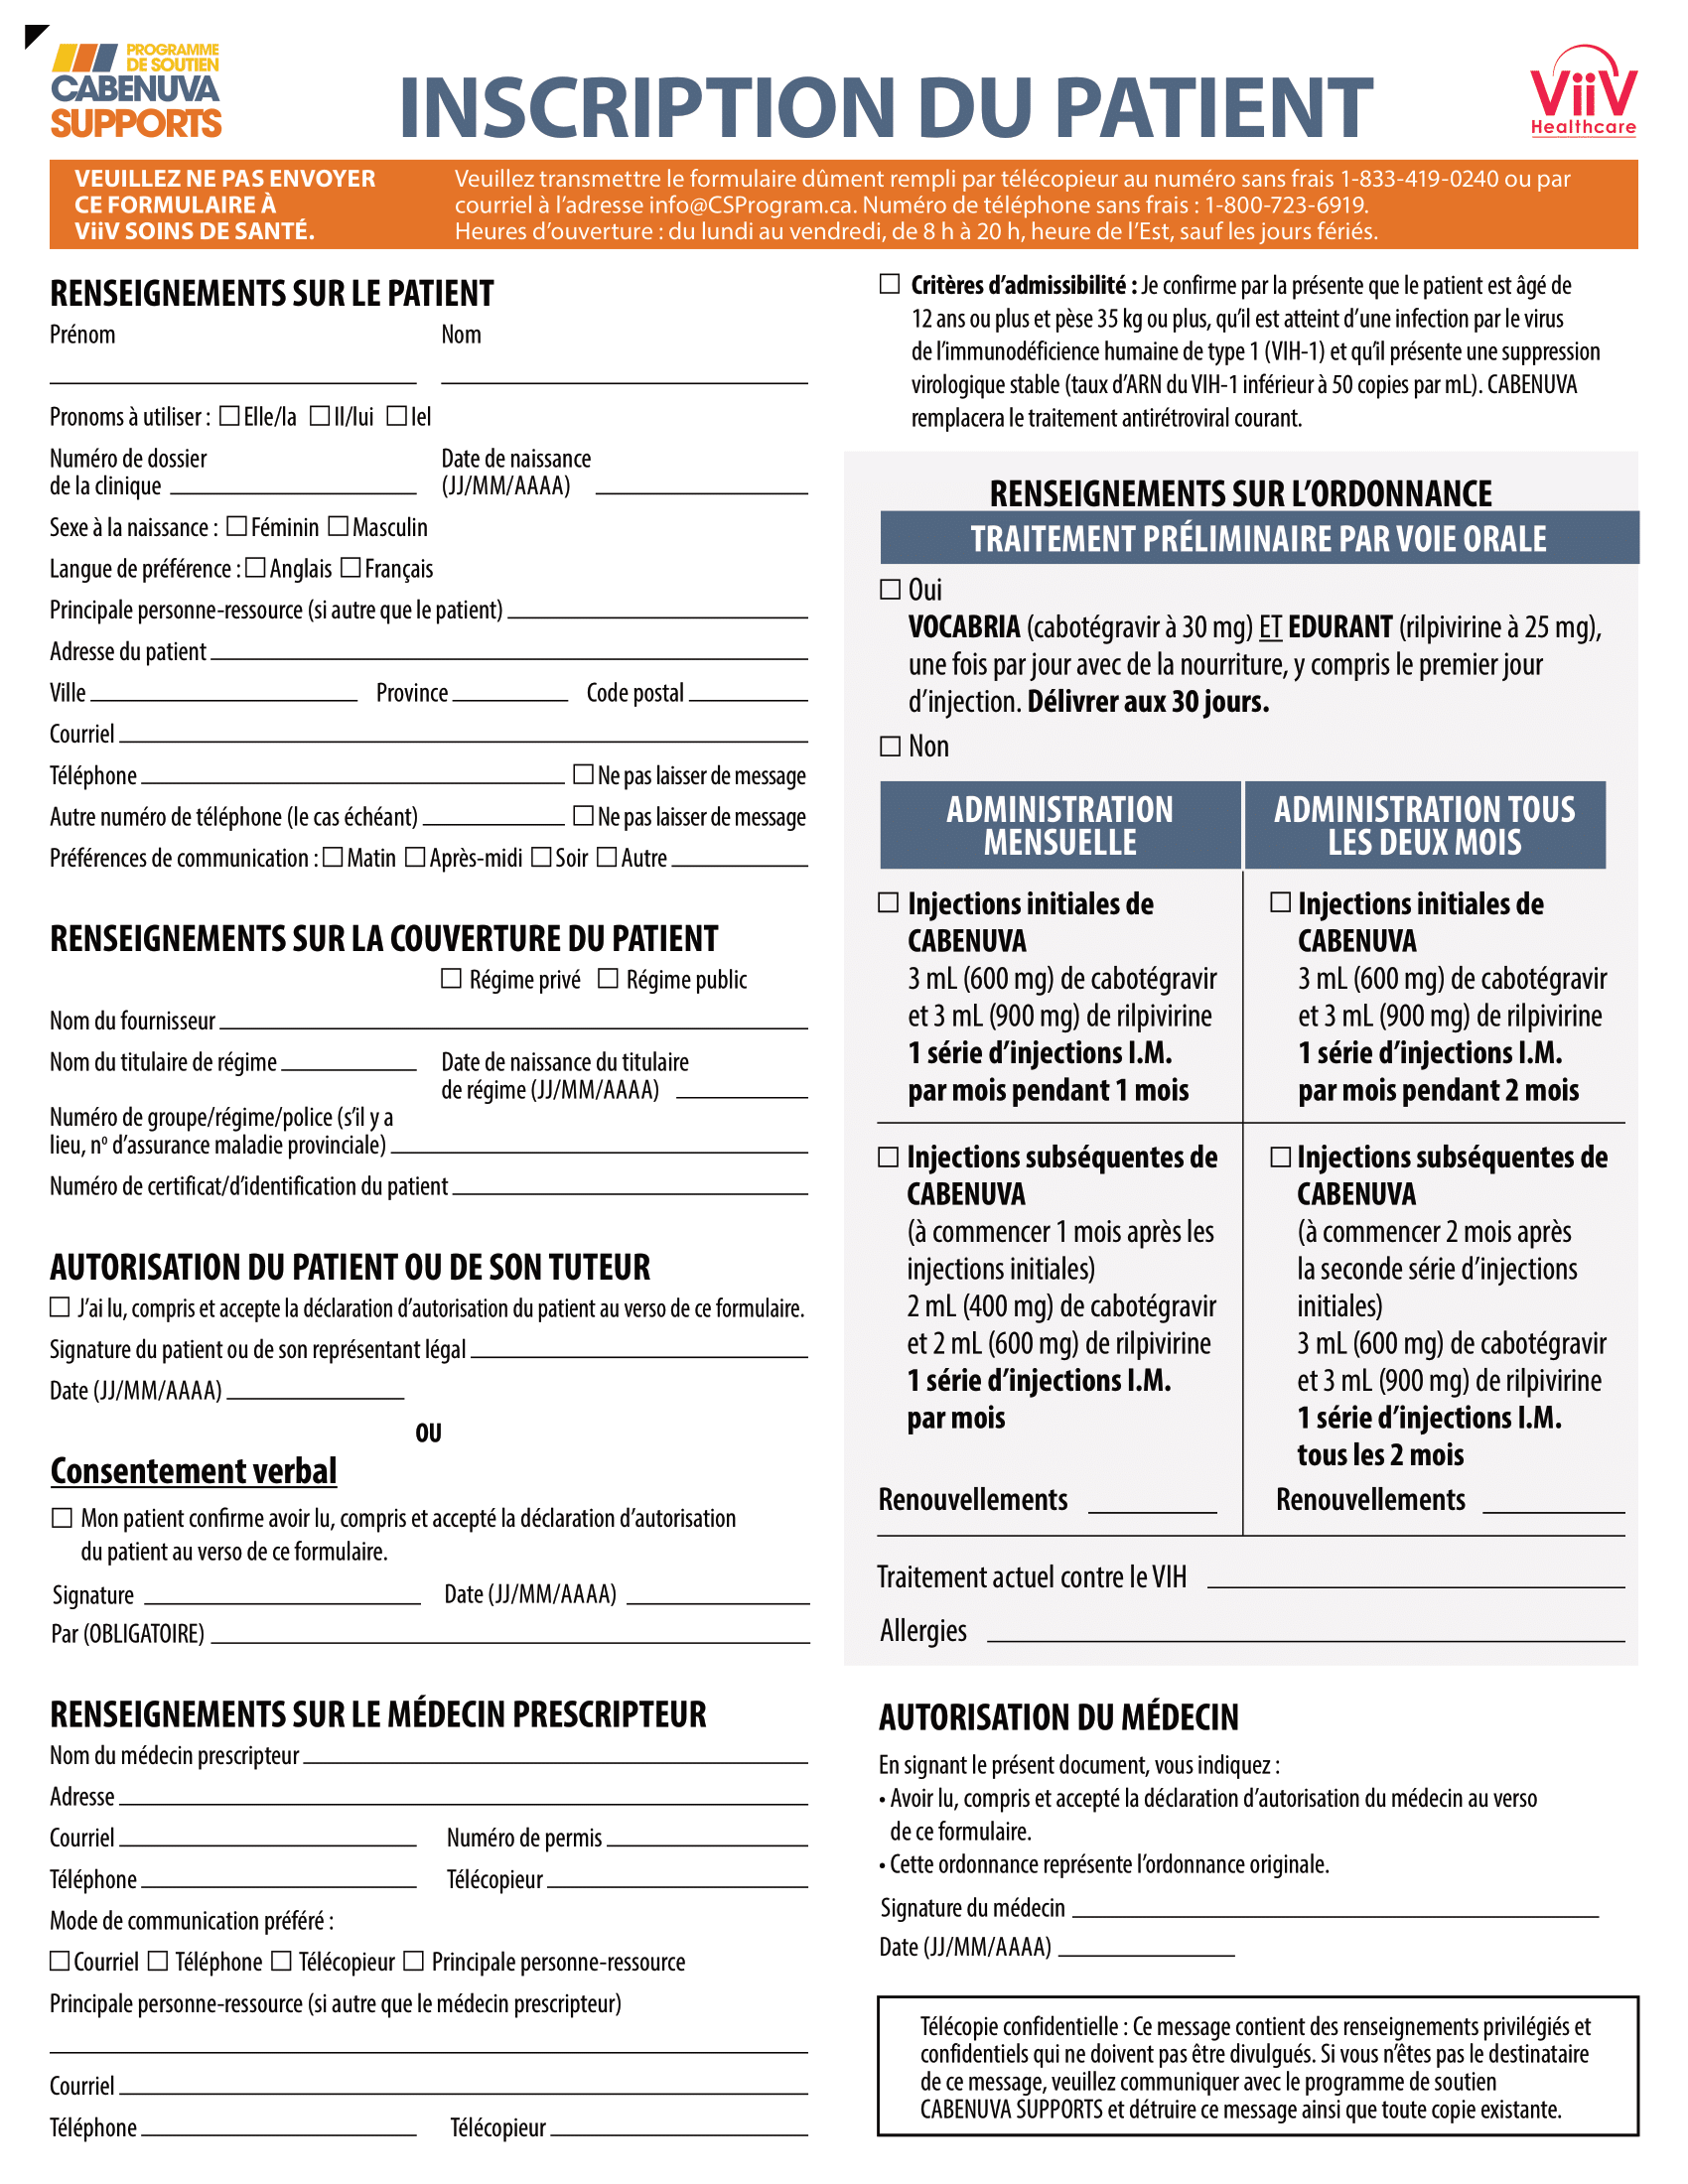 PROGRAMME
DE SOUTIEN
CABENUVA
SUPPORTS
INSCRIPTION DU PATIENT
ViiV
Healthcare
VEUILLEZ NE PAS ENVOYER
CE FORMULAIRE À
ViiV SOINS DE SANTÉ.
Veuillez transmettre le formulaire dûment rempli par télécopieur au numéro sans frais 1-833-419-0240 ou par
courriel à l’adresse info@CSProgram.ca. Numéro de téléphone sans frais : 1-800-723-6919.
Heures d’ouverture : du lundi au vendredi, de 8 h à 20 h, heure de l’Est, sauf les jours fériés.
RENSEIGNEMENTS SUR LE PATIENT
Prénom Nom
Pronoms à utiliser : ☐ Elle/la ☐ Il/lui ☐ Iel
Numéro de dossier
de la clinique
Date de naissance
(JJ/MM/AAAA)
Sexe à la naissance : ☐ Féminin ☐ Masculin
Langue de préférence : ☐ Anglais ☐ Français
Principale personne-ressource (si autre que le patient)
Adresse du patient
Ville Province Code postal
Courriel
Téléphone ☐ Ne pas laisser de message
Autre numéro de téléphone (le cas échéant) ☐ Ne pas laisser de message
Préférences de communication : ☐ Matin ☐ Après-midi ☐ Soir ☐ Autre
RENSEIGNEMENTS SUR LA COUVERTURE DU PATIENT
☐ Régime privé ☐ Régime public
Nom du fournisseur
Nom du titulaire de régime
Date de naissance du titulaire
de régime (JJ/MM/AAAA)
Numéro de groupe/régime/police (s’il y a
lieu, nº d’assurance maladie provinciale)
Numéro de certificat/d’identification du patient
AUTORISATION DU PATIENT OU DE SON TUTEUR
☐ J’ai lu, compris et accepte la déclaration d’autorisation du patient au verso de ce formulaire.
Signature du patient ou de son représentant légal
Date (JJ/MM/AAAA)
OU
Consentement verbal
☐ Mon patient confirme avoir lu, compris et accepté la déclaration d’autorisation
du patient au verso de ce formulaire.
Signature Date (JJ/MM/AAAA)
Par (OBLIGATOIRE)
RENSEIGNEMENTS SUR LE MÉDECIN PRESCRIPTEUR
Nom du médecin prescripteur
Adresse
Courriel Numéro de permis
Téléphone Télécopieur
Mode de communication préféré :
☐ Courriel ☐ Téléphone ☐ Télécopieur ☐ Principale personne-ressource
Principale personne-ressource (si autre que le médecin prescripteur)
Courriel
Téléphone Télécopieur
☐ Critères d’admissibilité : Je confirme par la présente que le patient est âgé de
12 ans ou plus et pèse 35 kg ou plus, qu’il est atteint d’une infection par le virus
de l’immunodéficience humaine de type 1 (VIH-1) et qu’il présente une suppression
virologique stable (taux d’ARN du VIH-1 inférieur à 50 copies par mL). CABENUVA
remplacera le traitement antirétroviral courant.
RENSEIGNEMENTS SUR L’ORDONNANCE
TRAITEMENT PRÉLIMINAIRE PAR VOIE ORALE
☐ Oui
VOCABRIA (cabotégravir à 30 mg) ET EDURANT (rilpivirine à 25 mg),
une fois par jour avec de la nourriture, y compris le premier jour
d’injection. Délivrer aux 30 jours.
☐ Non
ADMINISTRATION
MENSUELLE
☐ Injections initiales de
CABENUVA
3 mL (600 mg) de cabotégravir
et 3 mL (900 mg) de rilpivirine
1 série d’injections I.M.
par mois pendant 1 mois
☐ Injections subséquentes de
CABENUVA
(à commencer 1 mois après les
injections initiales)
2 mL (400 mg) de cabotégravir
et 2 mL (600 mg) de rilpivirine
1 série d’injections I.M.
par mois
Renouvellements
ADMINISTRATION TOUS
LES DEUX MOIS
☐ Injections initiales de
CABENUVA
3 mL (600 mg) de cabotégravir
et 3 mL (900 mg) de rilpivirine
1 série d’injections I.M.
par mois pendant 2 mois
☐ Injections subséquentes de
CABENUVA
(à commencer 2 mois après
la seconde série d’injections
initiales)
3 mL (600 mg) de cabotégravir
et 3 mL (900 mg) de rilpivirine
1 série d’injections I.M.
tous les 2 mois
Renouvellements
Traitement actuel contre le VIH
Allergies
AUTORISATION DU MÉDECIN
En signant le présent document, vous indiquez :
• Avoir lu, compris et accepté la déclaration d’autorisation du médecin au verso
de ce formulaire.
• Cette ordonnance représente l’ordonnance originale.
Signature du médecin
Date (JJ/MM/AAAA)
Télécopie confidentielle : Ce message contient des renseignements privilégiés et
confidentiels qui ne doivent pas être divulgués. Si vous n’êtes pas le destinataire
de ce message, veuillez communiquer avec le programme de soutien
CABENUVA SUPPORTS et détruire ce message ainsi que toute copie existante.